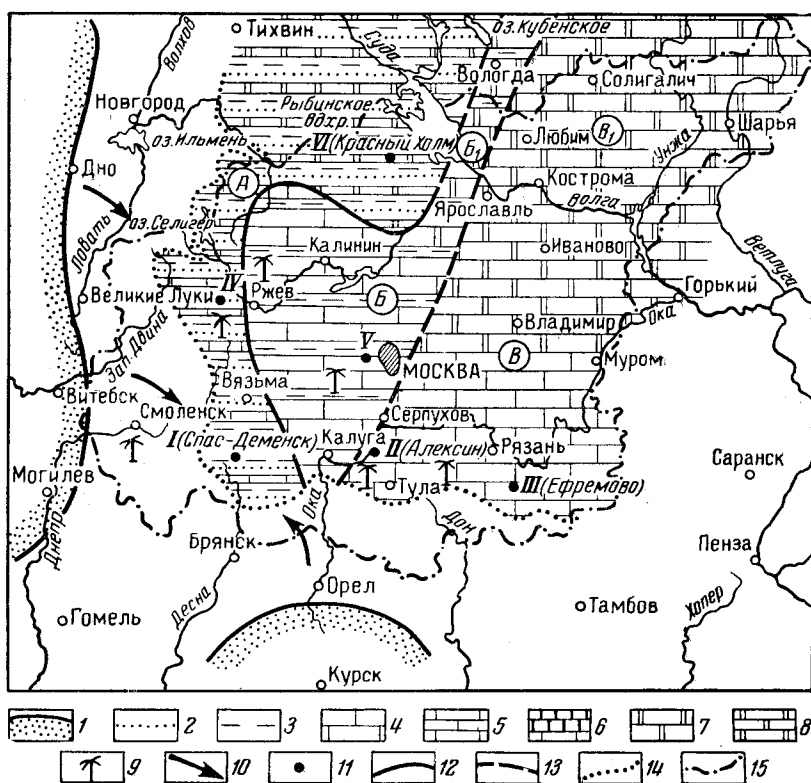 Тихвин
Волхов
Суда
оз. Кубенское
Вологда
Солигалич
Новгород
Рыбинское
вдхр.
оз. Ильмень
VI (Красный Холм)
Б₁
Любим
В₁
Унжа
Шарья
Дно
А
Кострома
Ярославль
Волга
Ловать
оз. Селигер
Калинин
Иваново
Ветлуга
Горький
Великие Луки
IV
Ржев
Б
Ока
Владимир
Зап. Двина
V
МОСКВА
В
Муром
Витебск
Вязьма
Смоленск
Серпухов
I (Спас-Деменск)
Калуга
II (Алексин)
Рязань
Саранск
Могилев
Тула
III (Ефремово)
Днепр
Ока
Дон
Брянск
Пенза
Десна
Орел
Гомель
Тамбов
Хопер
Курск
1 2 3 4 5 6 7 8
9 10 11 12 13 14 15